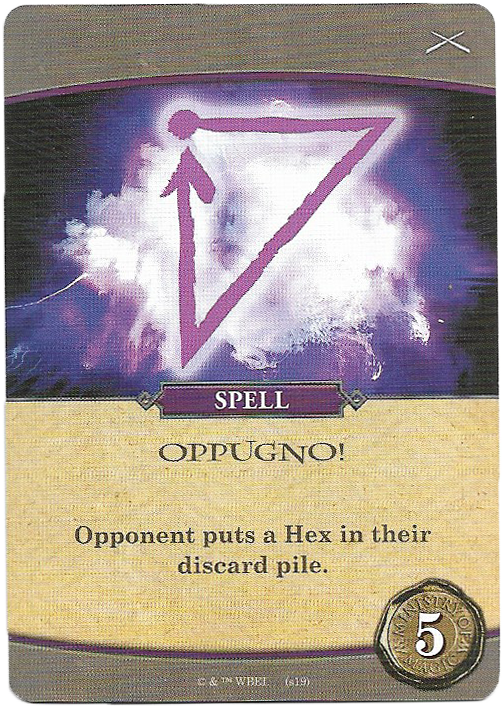 SPELL
OPPUGNO!
Opponent puts a Hex in their
discard pile.
MINISTRY OF
MAGIC
5
© & ™ WBEI. (s19)